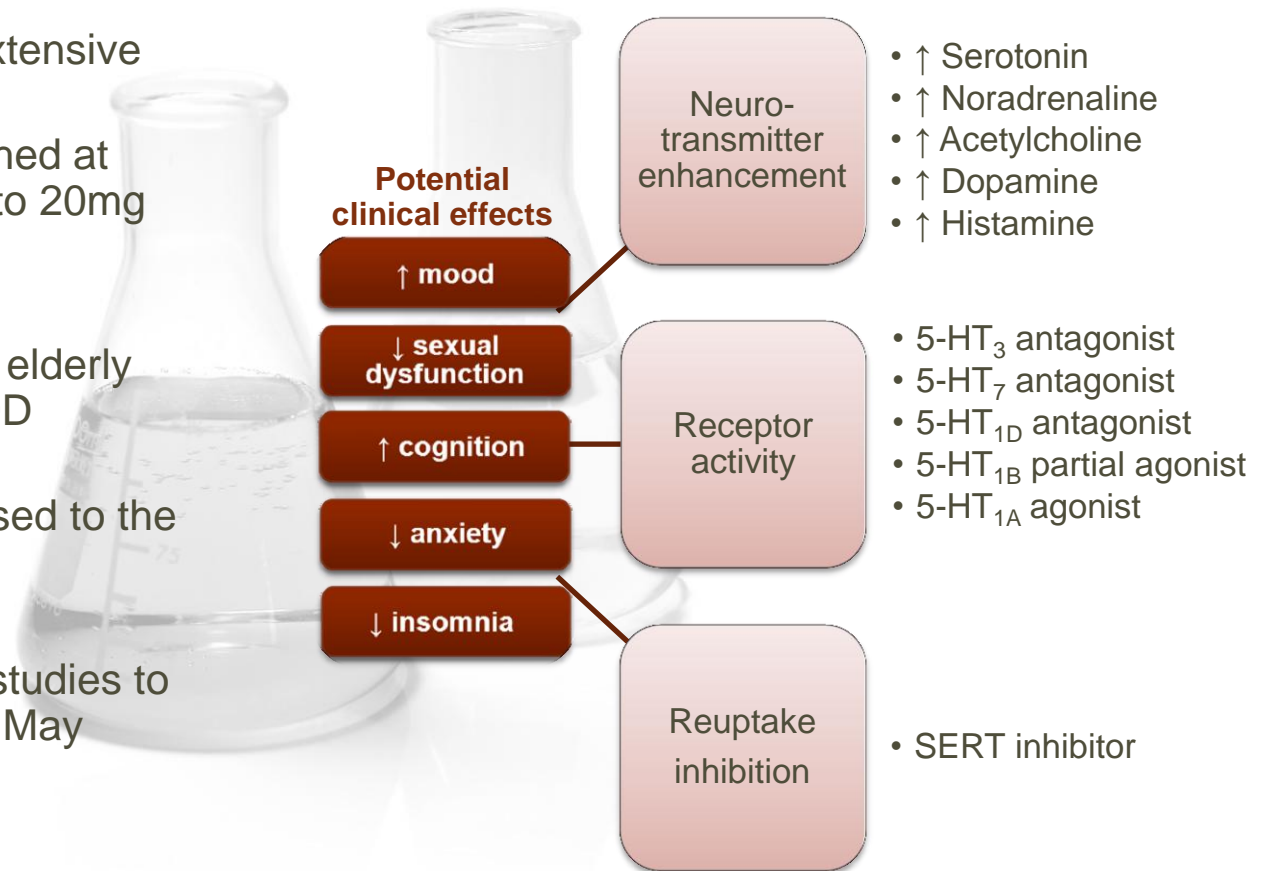 xtensive
ned at
to 20mg
elderly
D
sed to the
studies to
May
75
Potential
clinical effects
↑ mood
↓ sexual
dysfunction
↑ cognition
↓ anxiety
↓ insomnia
Neuro-
transmitter
enhancement
• ↑ Serotonin
• ↑ Noradrenaline
• ↑ Acetylcholine
• ↑ Dopamine
• ↑ Histamine
Receptor
activity
• 5-HT₃ antagonist
• 5-HT₇ antagonist
• 5-HT₁D antagonist
• 5-HT₁B partial agonist
• 5-HT₁A agonist
Reuptake
inhibition
• SERT inhibitor